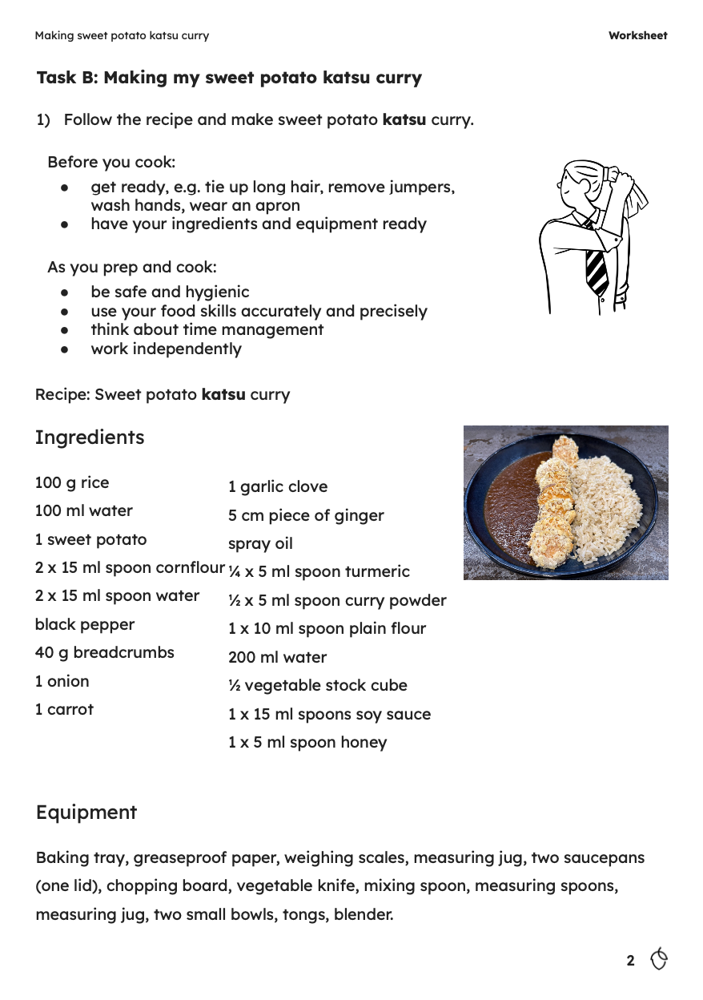 Making sweet potato katsu curry
Worksheet
Task B: Making my sweet potato katsu curry
1) Follow the recipe and make sweet potato katsu curry.
Before you cook:
● get ready, e.g. tie up long hair, remove jumpers,
wash hands, wear an apron
● have your ingredients and equipment ready
As you prep and cook:
● be safe and hygienic
● use your food skills accurately and precisely
● think about time management
● work independently
Recipe: Sweet potato katsu curry
Ingredients
100 g rice
100 ml water
1 sweet potato
2 x 15 ml spoon cornflour
2 x 15 ml spoon water
black pepper
40 g breadcrumbs
1 onion
1 carrot
1 garlic clove
5 cm piece of ginger
spray oil
¼ x 5 ml spoon turmeric
½ x 5 ml spoon curry powder
1 x 10 ml spoon plain flour
200 ml water
½ vegetable stock cube
1 x 15 ml spoons soy sauce
1 x 5 ml spoon honey
Equipment
Baking tray, greaseproof paper, weighing scales, measuring jug, two saucepans
(one lid), chopping board, vegetable knife, mixing spoon, measuring spoons,
measuring jug, two small bowls, tongs, blender.
2